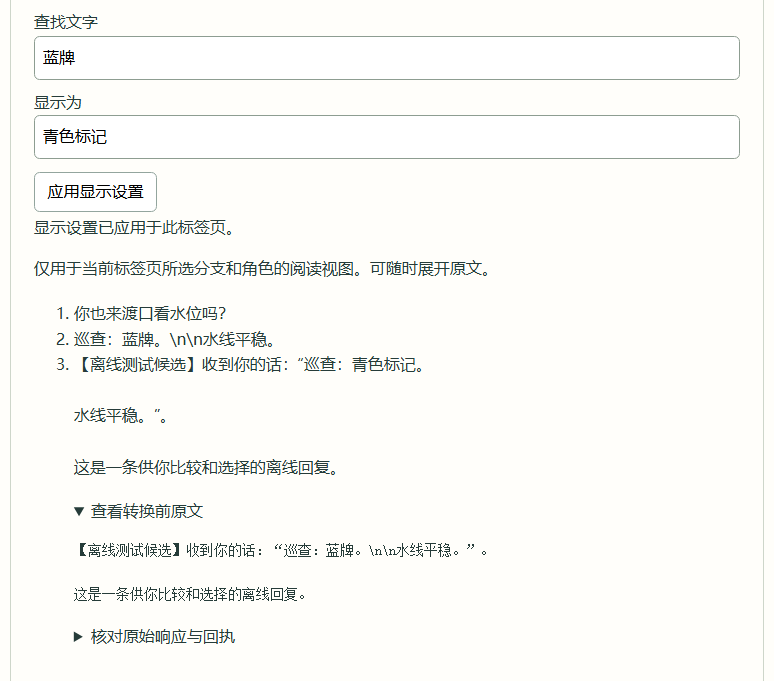 查找文字
蓝牌
显示为
青色标记
应用显示设置
显示设置已应用于此标签页。
仅用于当前标签页所选分支和角色的阅读视图。可随时展开原文。
1. 你也来渡口看水位吗？
2. 巡查：蓝牌。\n\n水线平稳。
3. 【离线测试候选】收到你的话：“巡查：青色标记。
水线平稳。”。
这是一条供你比较和选择的离线回复。
▼ 查看转换前原文
【离线测试候选】收到你的话：“巡查：蓝牌。\n\n水线平稳。”。
这是一条供你比较和选择的离线回复。
▶ 核对原始响应与回执